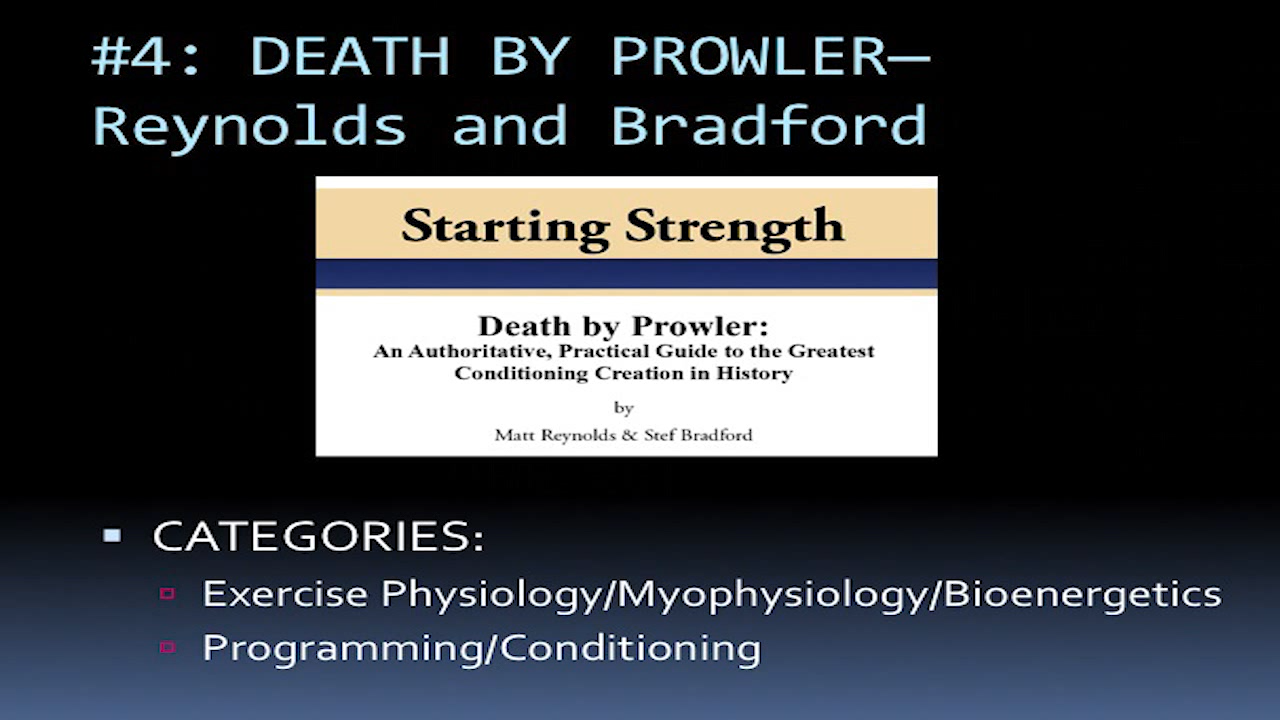 #4: DEATH BY PROWLER—
Reynolds and Bradford
Starting Strength
Death by Prowler:
An Authoritative, Practical Guide to the Greatest
Conditioning Creation in History
by
Matt Reynolds & Stef Bradford
CATEGORIES:
Exercise Physiology/Myophysiology/Bioenergetics
Programming/Conditioning